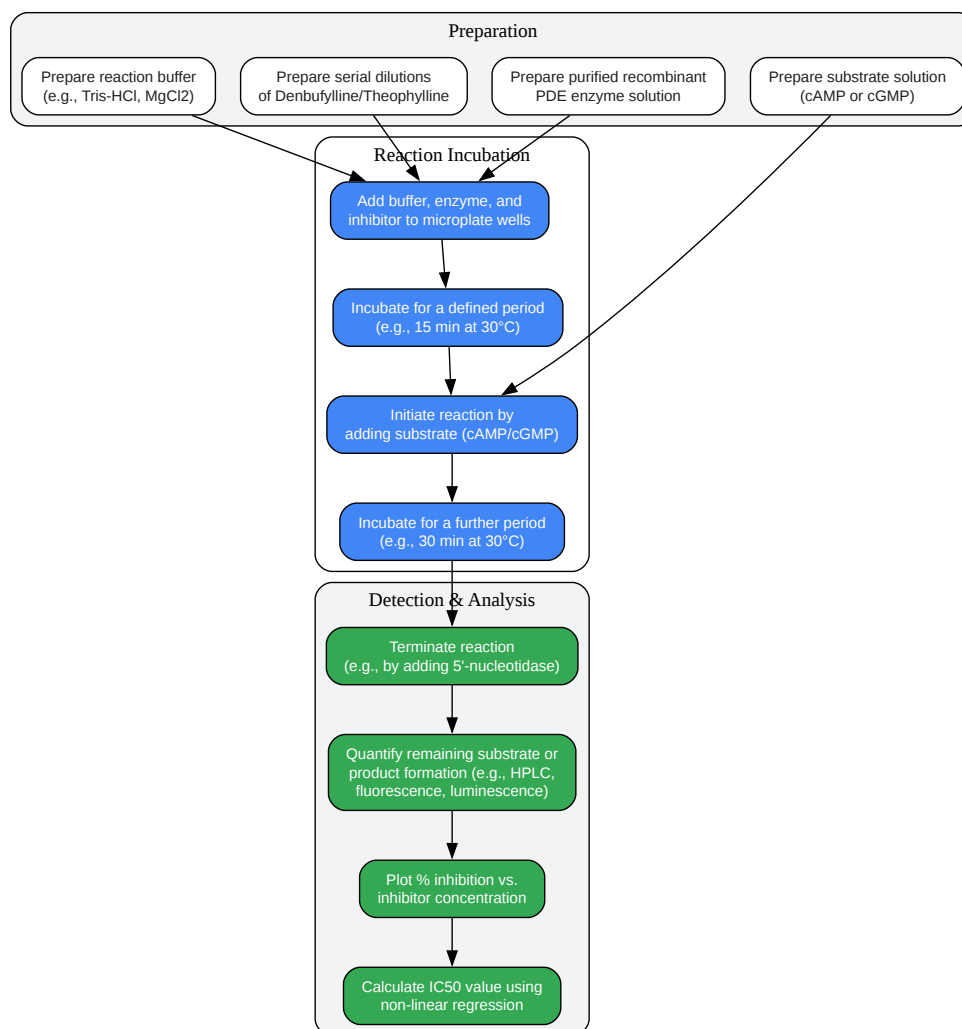 Preparation
Prepare reaction buffer
(e.g., Tris-HCl, MgCl2)
Prepare serial dilutions
of Denbufylline/Theophylline
Prepare purified recombinant
PDE enzyme solution
Prepare substrate solution
(cAMP or cGMP)
Reaction Incubation
Add buffer, enzyme, and
inhibitor to microplate wells
Incubate for a defined period
(e.g., 15 min at 30°C)
Initiate reaction by
adding substrate (cAMP/cGMP)
Incubate for a further period
(e.g., 30 min at 30°C)
Detection & Analysis
Terminate reaction
(e.g., by adding 5'-nucleotidase)
Quantify remaining substrate or
product formation (e.g., HPLC,
fluorescence, luminescence)
Plot % inhibition vs.
inhibitor concentration
Calculate IC50 value using
non-linear regression